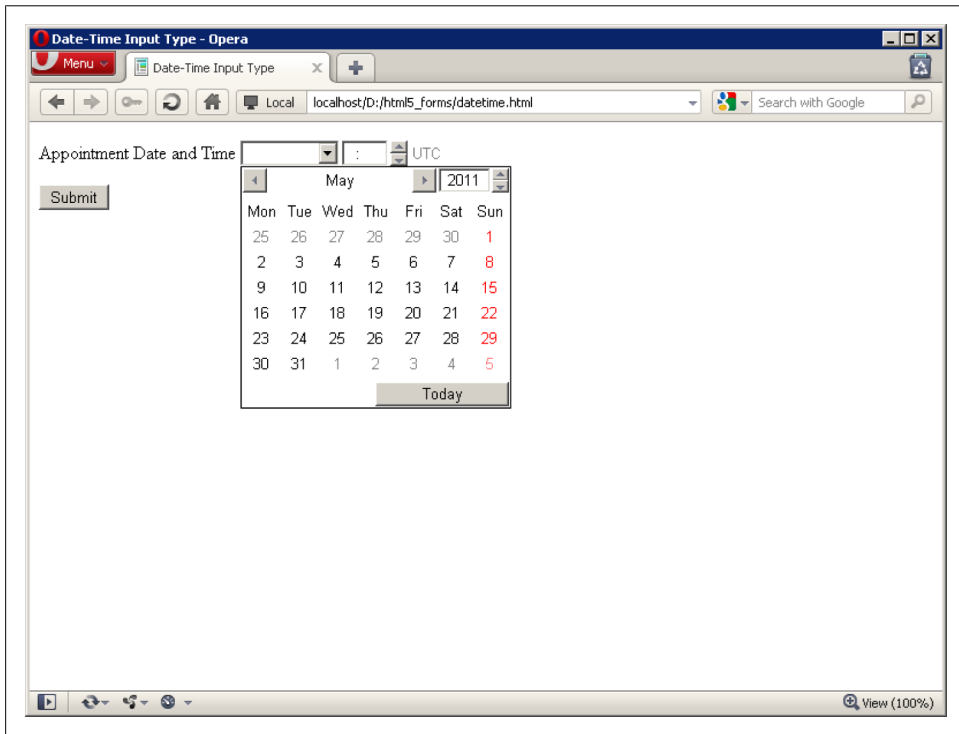 Date-Time Input Type - Opera
Menu
Date-Time Input Type
Local localhost/D:/html5_forms/datetime.html
Search with Google
Appointment Date and Time : UTC
Submit
May 2011
Mon Tue Wed Thu Fri Sat Sun
25 26 27 28 29 30 1
2 3 4 5 6 7 8
9 10 11 12 13 14 15
16 17 18 19 20 21 22
23 24 25 26 27 28 29
30 31 1 2 3 4 5
Today
View (100%)